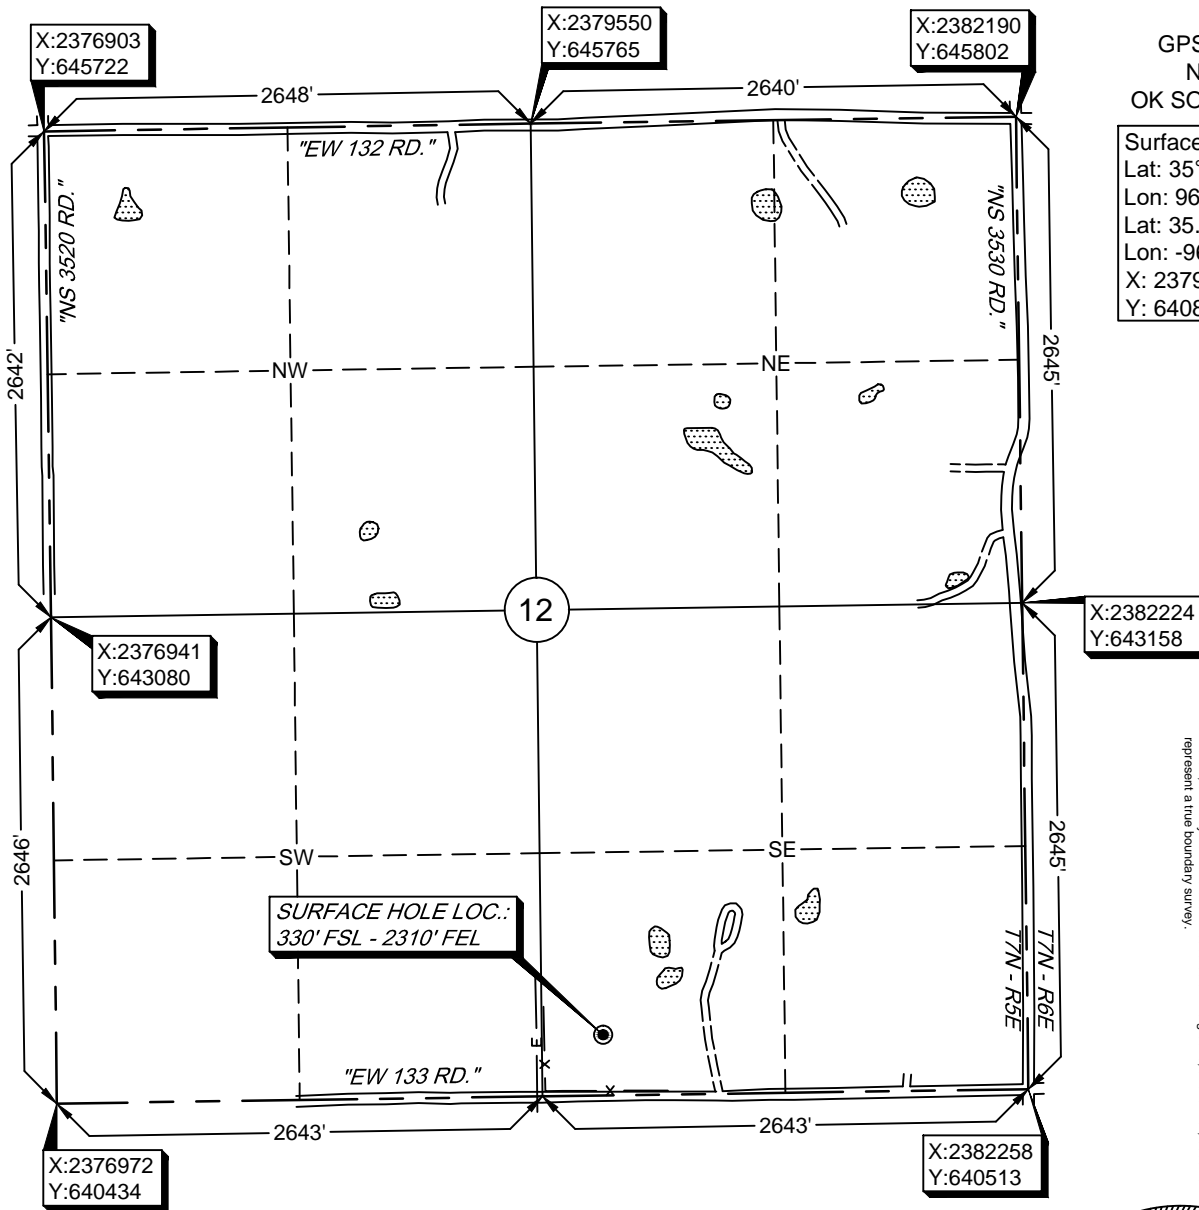 X:2376903
Y:645722
X:2379550
Y:645765
X:2382190
Y:645802
GPS
N
OK SO
Surface
Lat: 35°
Lon: 96
Lat: 35.
Lon: -96
X: 2379
Y: 6408
2648'
2640'
"EW 132 RD."
"NS 3520 RD."
"NS 3530 RD."
2642'
2645'
NW
NE
12
X:2376941
Y:643080
X:2382224
Y:643158
represent a true boundary survey.
2646'
2645'
SW
SE
SURFACE HOLE LOC.:
330' FSL - 2310' FEL
T7N - R5E
T7N - R6E
E
X
X
"EW 133 RD."
2643'
2643'
X:2376972
Y:640434
X:2382258
Y:640513